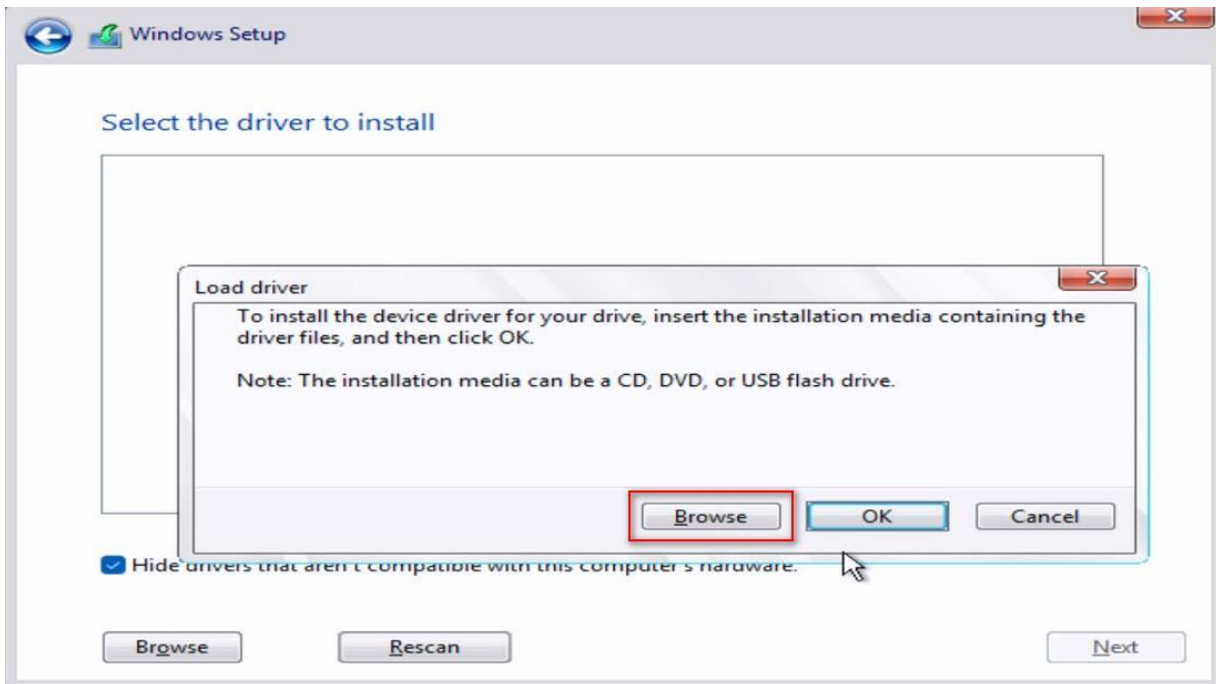 Windows Setup
Select the driver to install
Load driver
To install the device driver for your drive, insert the installation media containing the
driver files, and then click OK.
Note: The installation media can be a CD, DVD, or USB flash drive.
Browse OK Cancel
Hide drivers that aren't compatible with this computer's hardware.
Browse Rescan Next